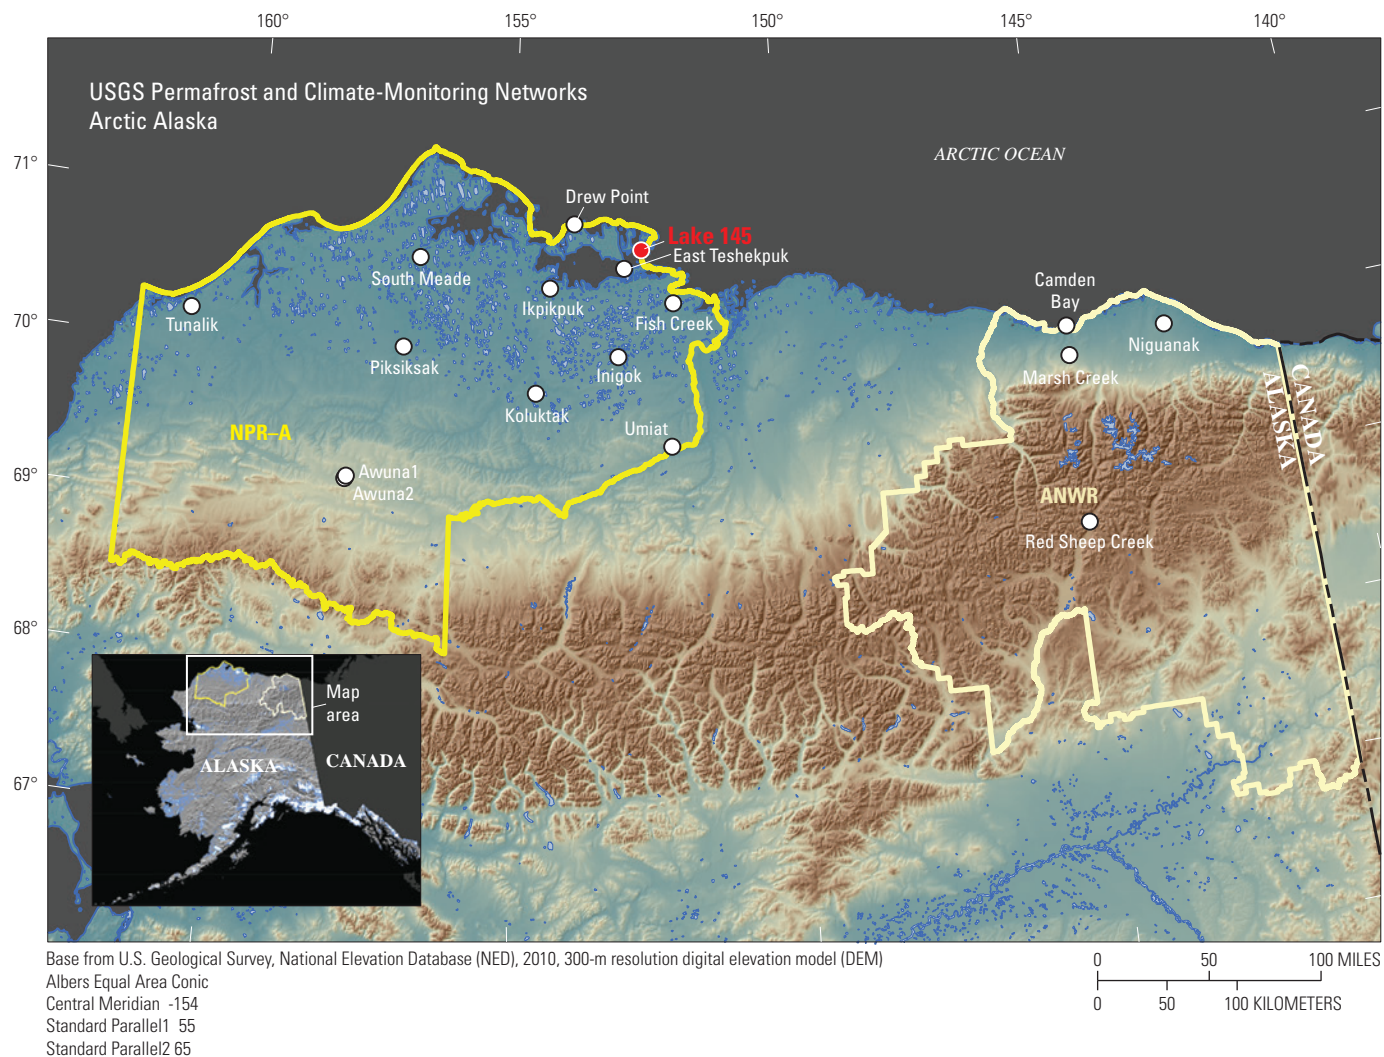 160°
155°
150°
145°
140°
USGS Permafrost and Climate-Monitoring Networks
Arctic Alaska
ARCTIC OCEAN
71°
Drew Point
Lake 145
East Teshekpuk
South Meade
Camden
Bay
Ikpikpuk
70°
Tunalik
Fish Creek
Niguanak
Piksiksak
Inigok
Marsh Creek
CANADA
ALASKA
Koluktak
Umiat
NPR–A
69°
Awuna1
Awuna2
ANWR
Red Sheep Creek
68°
Map
area
ALASKA
CANADA
67°
Base from U.S. Geological Survey, National Elevation Database (NED), 2010, 300-m resolution digital elevation model (DEM)
Albers Equal Area Conic
Central Meridian -154
Standard Parallel1 55
Standard Parallel2 65
0 50 100 MILES
0 50 100 KILOMETERS